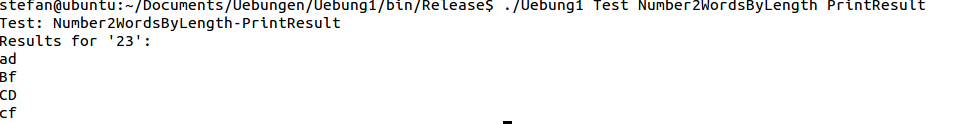 stefan@ubuntu:~/Documents/Uebungen/Uebung1/bin/Release$ ./Uebung1 Test Number2WordsByLength PrintResult
Test: Number2WordsByLength-PrintResult
Results for '23':
ad
Bf
CD
cf